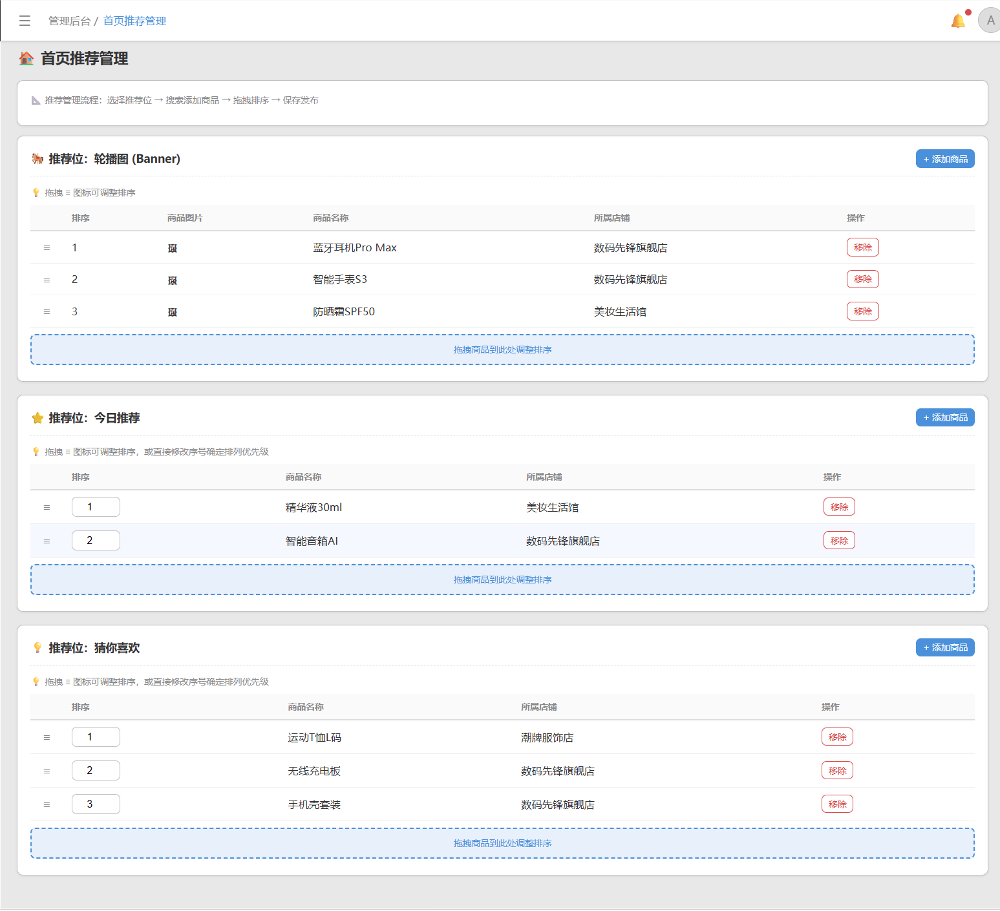 ☰ 管理后台 / 首页推荐管理 A
首页推荐管理
推荐管理流程：选择推荐位 → 搜索添加商品 → 拖拽排序 → 保存发布
推荐位：轮播图 (Banner) + 添加商品
拖拽 ≡ 图标可调整排序
排序 商品图片 商品名称 所属店铺 操作
≡ 1 蓝牙耳机Pro Max 数码先锋旗舰店 移除
≡ 2 智能手表S3 数码先锋旗舰店 移除
≡ 3 防晒霜SPF50 美妆生活馆 移除
拖拽商品到此处调整排序
推荐位：今日推荐 + 添加商品
拖拽 ≡ 图标可调整排序，或直接修改序号确定排列优先级
排序 商品名称 所属店铺 操作
≡ 1 精华液30ml 美妆生活馆 移除
≡ 2 智能音箱AI 数码先锋旗舰店 移除
拖拽商品到此处调整排序
推荐位：猜你喜欢 + 添加商品
拖拽 ≡ 图标可调整排序，或直接修改序号确定排列优先级
排序 商品名称 所属店铺 操作
≡ 1 运动T恤L码 潮牌服饰店 移除
≡ 2 无线充电板 数码先锋旗舰店 移除
≡ 3 手机壳套装 数码先锋旗舰店 移除
拖拽商品到此处调整排序